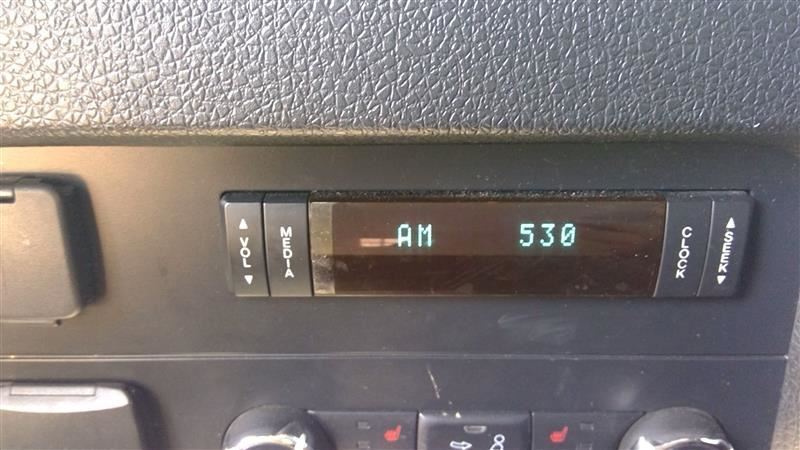 ▲ VOL ▼
MEDIA
AM 530
CLOCK
▲ SEEK ▼